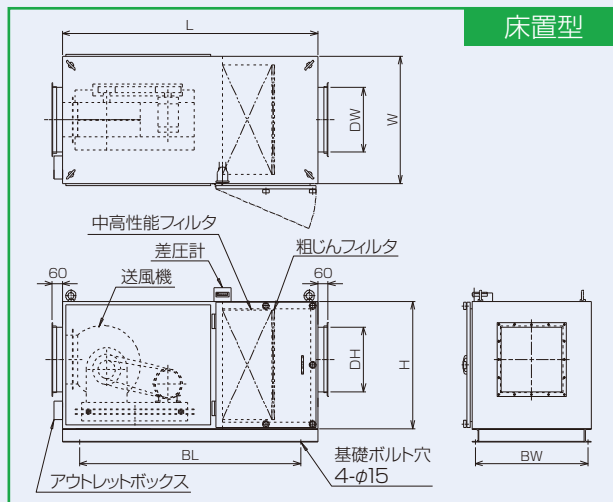 床置型
L
DW
W
中高性能フィルタ
差圧計
粗じんフィルタ
60
送風機
60
DH
H
BL
基礎ボルト穴
4-φ15
アウトレットボックス
BW